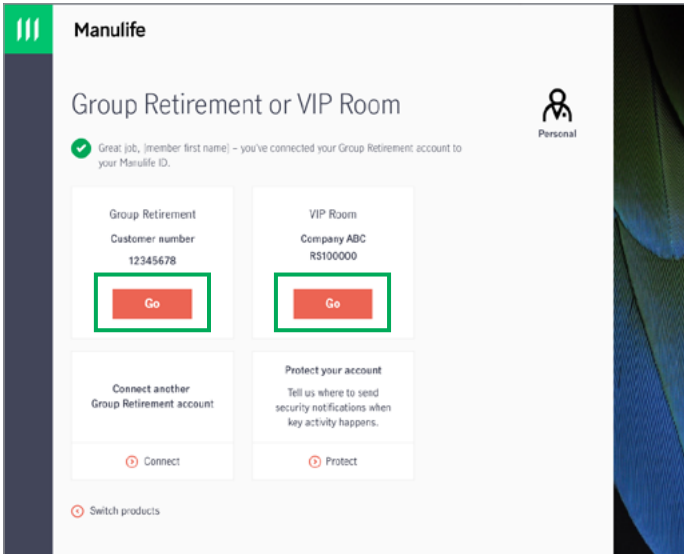 Manulife
Group Retirement or VIP Room
Personal
Great job, [member first name] – you've connected your Group Retirement account to
your Manulife ID.
Group Retirement
Customer number
12345678
Go
VIP Room
Company ABC
RS100000
Go
Connect another
Group Retirement account
Connect
Protect your account
Tell us where to send
security notifications when
key activity happens.
Protect
Switch products